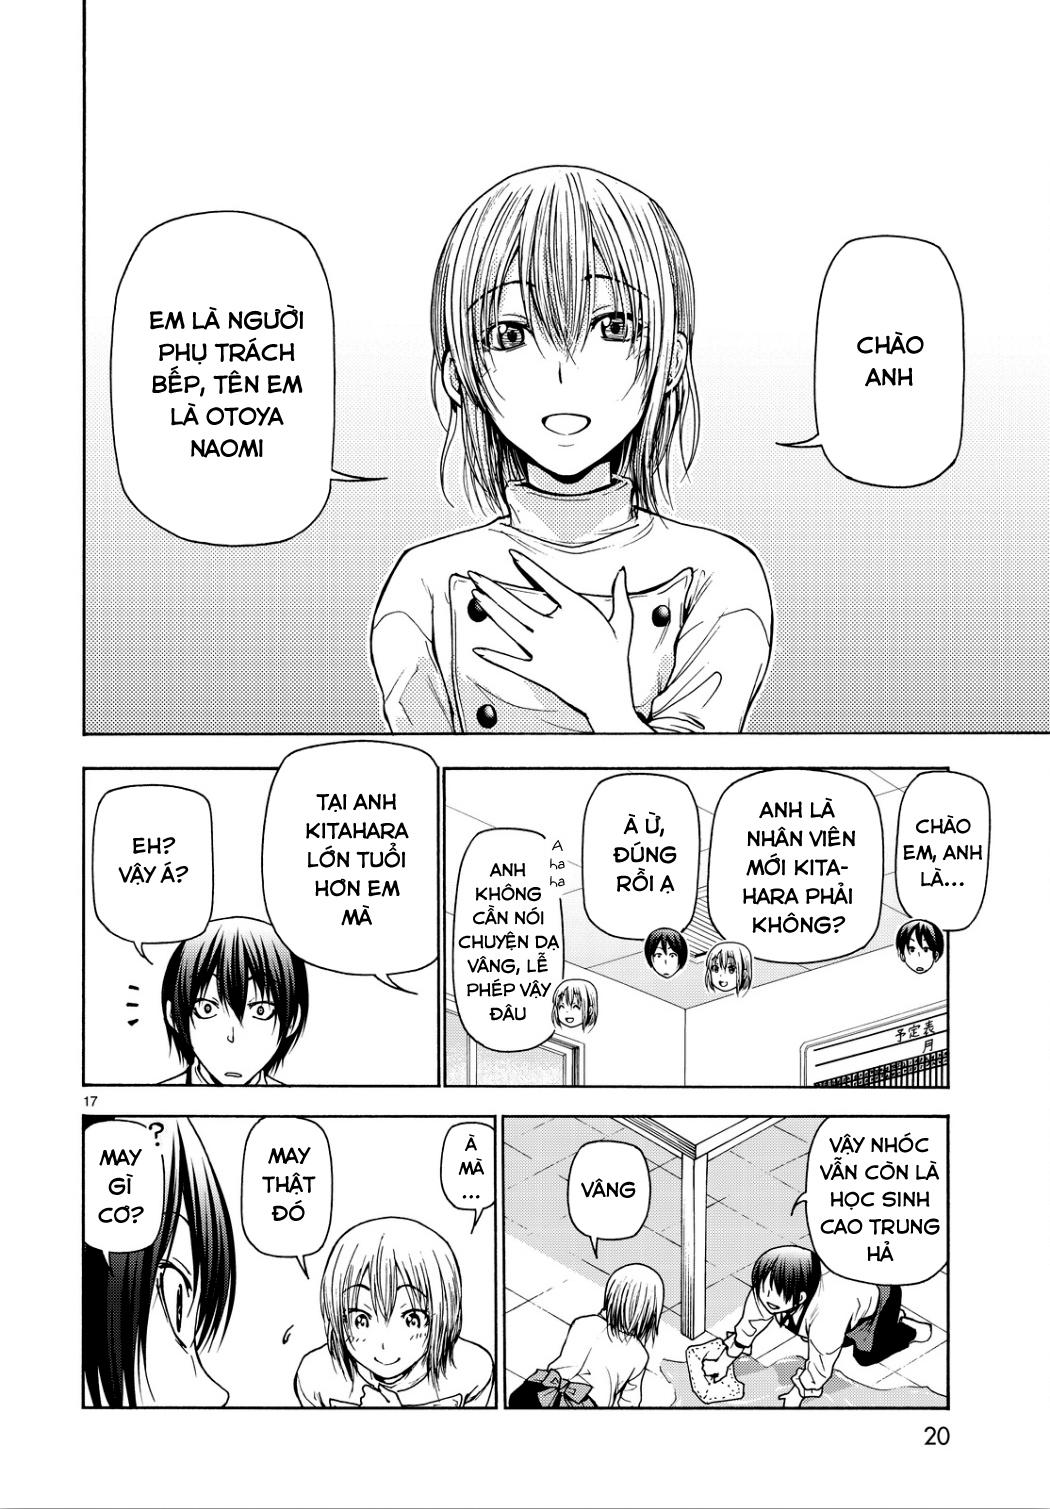 CHÀO
ANH
EM LÀ NGƯỜI
PHỤ TRÁCH
BẾP, TÊN EM
LÀ OTOYA
NAOMI
CHÀO
EM, ANH
LÀ...
ANH LÀ
NHÂN VIÊN
MỚI KITA-
HARA PHẢI
KHÔNG?
À Ừ,
ĐÚNG
RỒI Ạ
A
ha
ha
ANH
KHÔNG
CẦN NÓI
CHUYỆN DẠ
VÂNG, LỄ
PHÉP VẬY
ĐÂU
予定表
月
TẠI ANH
KITAHARA
LỚN TUỔI
HƠN EM
MÀ
EH?
VẬY Á?
17
VẬY NHÓC
VẪN CÒN LÀ
HỌC SINH
CAO TRUNG
HẢ
VÂNG
À
MÀ
...
MAY
THẬT
ĐÓ
?
MAY
GÌ
CƠ?
20